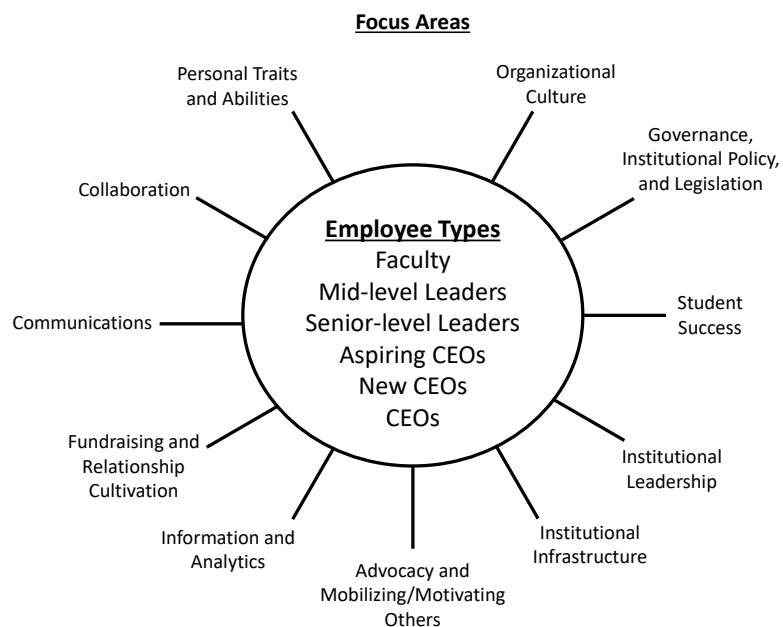 Focus Areas
Organizational
Culture
Governance,
Institutional Policy,
and Legislation
Student
Success
Institutional
Leadership
Institutional
Infrastructure
Advocacy and
Mobilizing/Motivating
Others
Information and
Analytics
Fundraising and
Relationship
Cultivation
Communications
Collaboration
Personal Traits
and Abilities
Employee Types
Faculty
Mid-level Leaders
Senior-level Leaders
Aspiring CEOs
New CEOs
CEOs